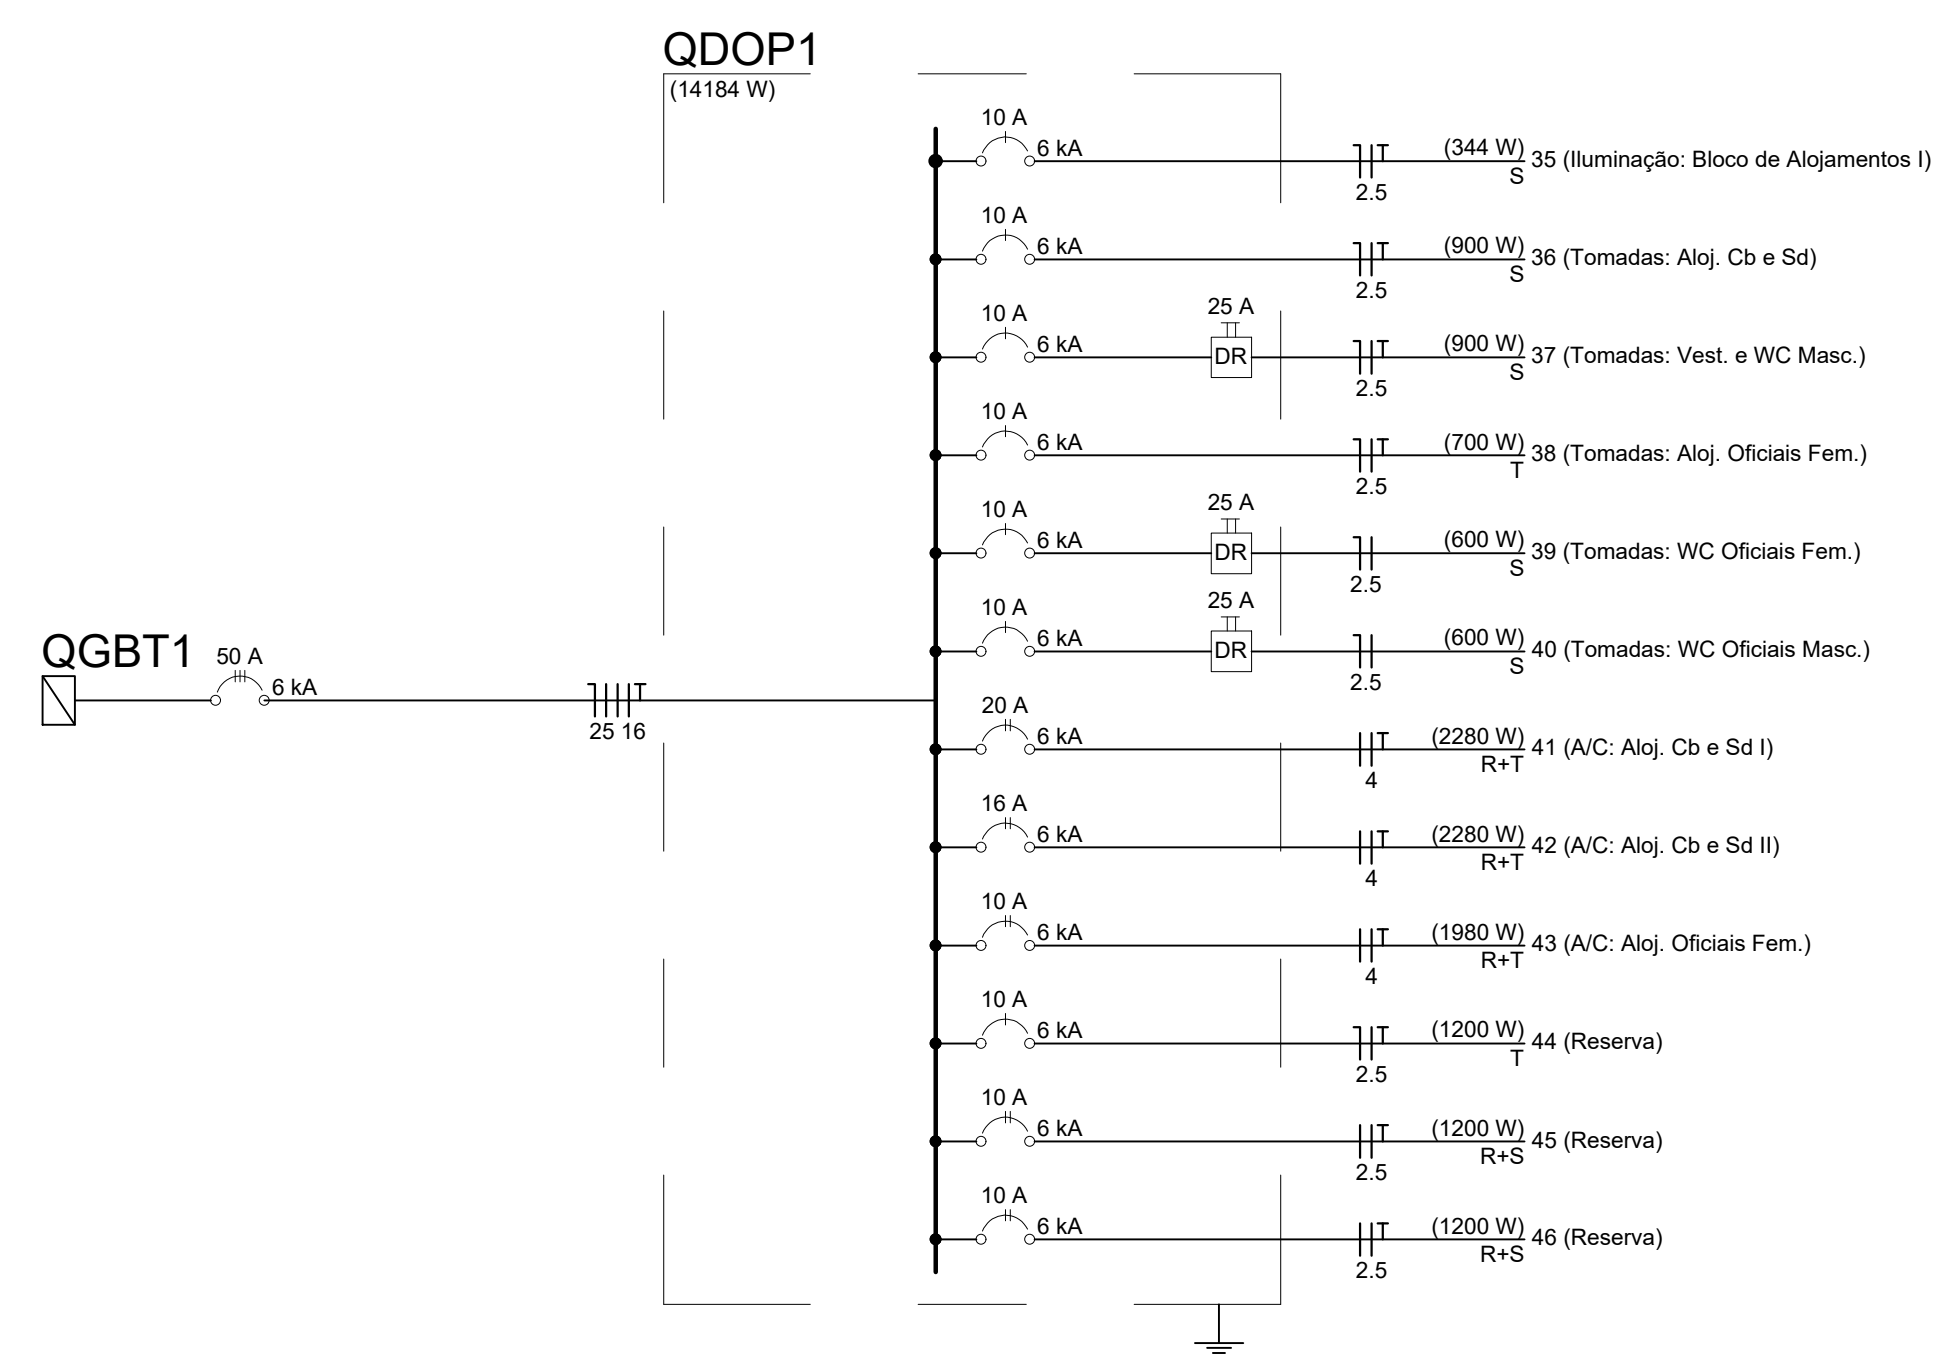 QDOP1
(14184 W)
10 A
6 kA
2.5
(344 W)
S
35 (Iluminação: Bloco de Alojamentos I)
10 A
6 kA
2.5
(900 W)
S
36 (Tomadas: Aloj. Cb e Sd)
10 A
6 kA
25 A
DR
2.5
(900 W)
S
37 (Tomadas: Vest. e WC Masc.)
10 A
6 kA
2.5
(700 W)
T
38 (Tomadas: Aloj. Oficiais Fem.)
10 A
6 kA
25 A
DR
2.5
(600 W)
S
39 (Tomadas: WC Oficiais Fem.)
10 A
6 kA
25 A
DR
2.5
(600 W)
S
40 (Tomadas: WC Oficiais Masc.)
QGBT1
50 A
6 kA
25 16
20 A
6 kA
4
(2280 W)
R+T
41 (A/C: Aloj. Cb e Sd I)
16 A
6 kA
4
(2280 W)
R+T
42 (A/C: Aloj. Cb e Sd II)
10 A
6 kA
4
(1980 W)
R+T
43 (A/C: Aloj. Oficiais Fem.)
10 A
6 kA
2.5
(1200 W)
T
44 (Reserva)
10 A
6 kA
2.5
(1200 W)
R+S
45 (Reserva)
10 A
6 kA
2.5
(1200 W)
R+S
46 (Reserva)